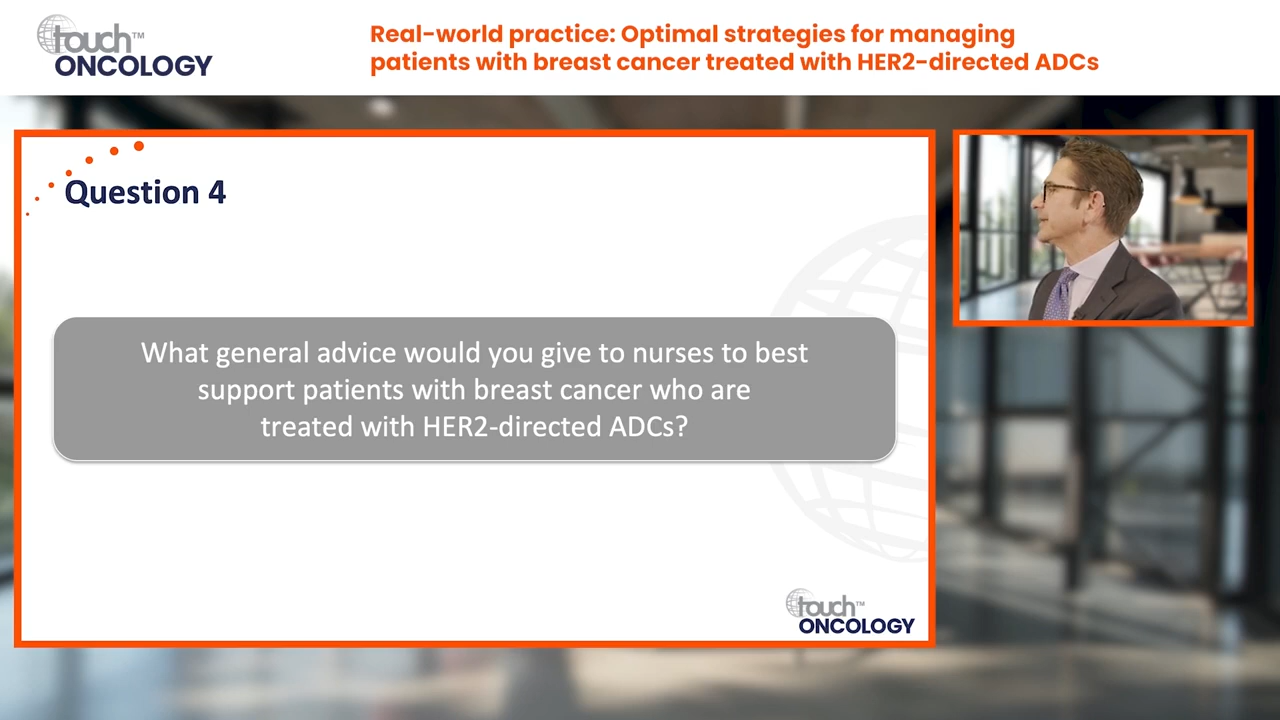 touch™
ONCOLOGY
Real-world practice: Optimal strategies for managing
patients with breast cancer treated with HER2-directed ADCs
Question 4
What general advice would you give to nurses to best
support patients with breast cancer who are
treated with HER2-directed ADCs?
touch™
ONCOLOGY